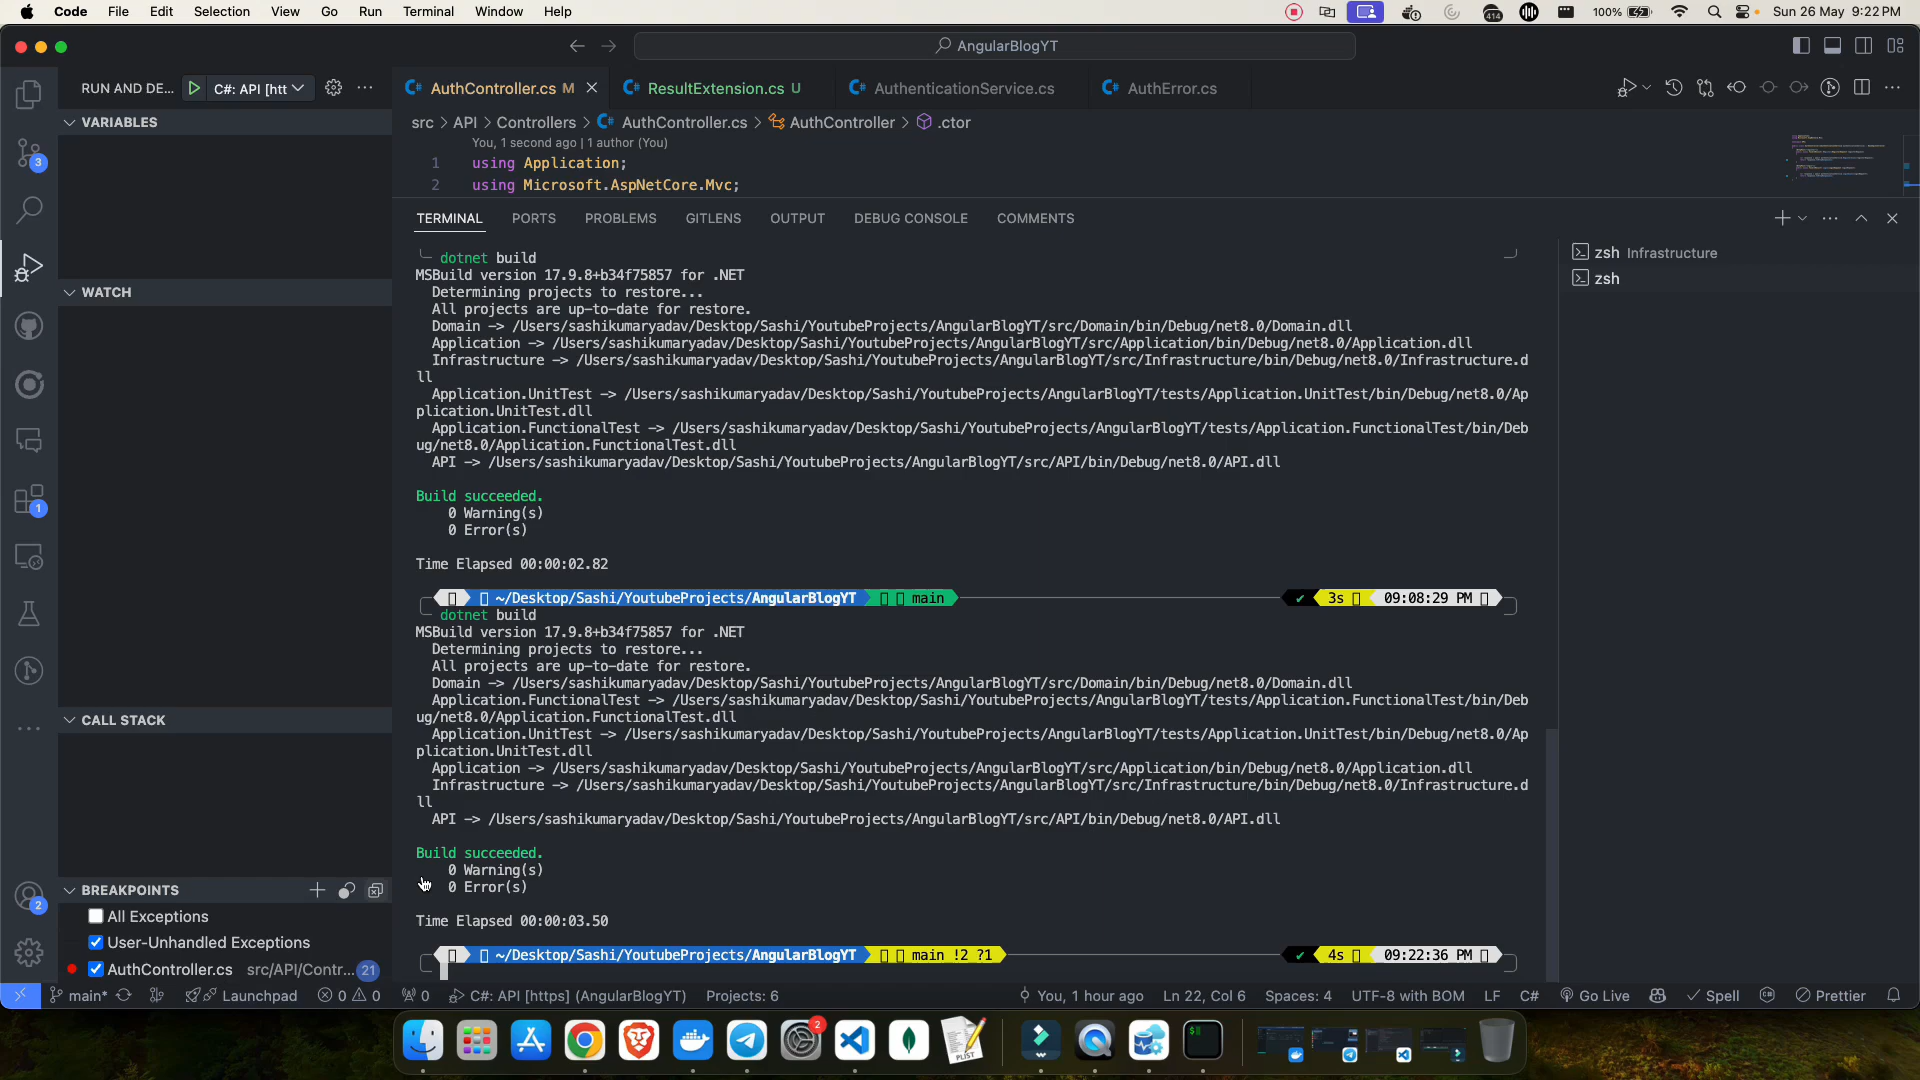 Code File Edit Selection View Go Run Terminal Window Help
414 100% Sun 26 May 9:22 PM
AngularBlogYT
RUN AND DE... C#: API [htt
AuthController.cs M ResultExtension.cs U AuthenticationService.cs AuthError.cs
VARIABLES
src > API > Controllers > AuthController.cs > AuthController > .ctor
You, 1 second ago | 1 author (You)
1 using Application;
2 using Microsoft.AspNetCore.Mvc;
TERMINAL PORTS PROBLEMS GITLENS OUTPUT DEBUG CONSOLE COMMENTS
zsh Infrastructure
zsh
dotnet build
MSBuild version 17.9.8+b34f75857 for .NET
Determining projects to restore...
All projects are up-to-date for restore.
Domain -> /Users/sashikumaryadav/Desktop/Sashi/YoutubeProjects/AngularBlogYT/src/Domain/bin/Debug/net8.0/Domain.dll
Application -> /Users/sashikumaryadav/Desktop/Sashi/YoutubeProjects/AngularBlogYT/src/Application/bin/Debug/net8.0/Application.dll
Infrastructure -> /Users/sashikumaryadav/Desktop/Sashi/YoutubeProjects/AngularBlogYT/src/Infrastructure/bin/Debug/net8.0/Infrastructure.d
ll
Application.UnitTest -> /Users/sashikumaryadav/Desktop/Sashi/YoutubeProjects/AngularBlogYT/tests/Application.UnitTest/bin/Debug/net8.0/Ap
plication.UnitTest.dll
Application.FunctionalTest -> /Users/sashikumaryadav/Desktop/Sashi/YoutubeProjects/AngularBlogYT/tests/Application.FunctionalTest/bin/Deb
ug/net8.0/Application.FunctionalTest.dll
API -> /Users/sashikumaryadav/Desktop/Sashi/YoutubeProjects/AngularBlogYT/src/API/bin/Debug/net8.0/API.dll
Build succeeded.
0 Warning(s)
0 Error(s)
Time Elapsed 00:00:02.82
~/Desktop/Sashi/YoutubeProjects/AngularBlogYT main ✔ 3s 09:08:29 PM
dotnet build
MSBuild version 17.9.8+b34f75857 for .NET
Determining projects to restore...
All projects are up-to-date for restore.
Domain -> /Users/sashikumaryadav/Desktop/Sashi/YoutubeProjects/AngularBlogYT/src/Domain/bin/Debug/net8.0/Domain.dll
Application.FunctionalTest -> /Users/sashikumaryadav/Desktop/Sashi/YoutubeProjects/AngularBlogYT/tests/Application.FunctionalTest/bin/Deb
ug/net8.0/Application.FunctionalTest.dll
Application.UnitTest -> /Users/sashikumaryadav/Desktop/Sashi/YoutubeProjects/AngularBlogYT/tests/Application.UnitTest/bin/Debug/net8.0/Ap
plication.UnitTest.dll
Application -> /Users/sashikumaryadav/Desktop/Sashi/YoutubeProjects/AngularBlogYT/src/Application/bin/Debug/net8.0/Application.dll
Infrastructure -> /Users/sashikumaryadav/Desktop/Sashi/YoutubeProjects/AngularBlogYT/src/Infrastructure/bin/Debug/net8.0/Infrastructure.d
ll
API -> /Users/sashikumaryadav/Desktop/Sashi/YoutubeProjects/AngularBlogYT/src/API/bin/Debug/net8.0/API.dll
Build succeeded.
0 Warning(s)
0 Error(s)
Time Elapsed 00:00:03.50
~/Desktop/Sashi/YoutubeProjects/AngularBlogYT main !2 ?1 ✔ 4s 09:22:36 PM
3
1
2
WATCH
CALL STACK
BREAKPOINTS
All Exceptions
User-Unhandled Exceptions
AuthController.cs src/API/Contr... 21
main* Launchpad 0 0 0 C#: API [https] (AngularBlogYT) Projects: 6 You, 1 hour ago Ln 22, Col 6 Spaces: 4 UTF-8 with BOM LF C# Go Live Spell Prettier
2
PLIST